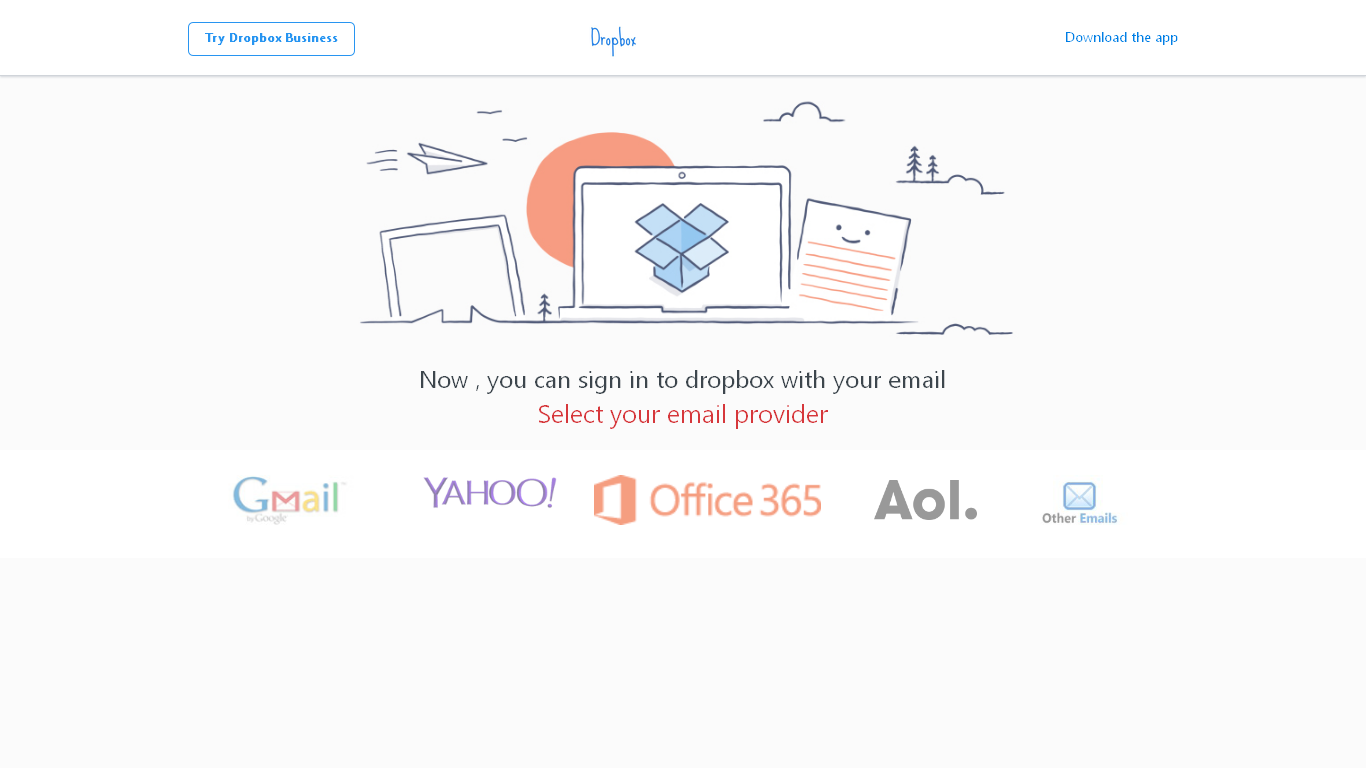 Try Dropbox Business
Dropbox
Download the app
Now , you can sign in to dropbox with your email
Select your email provider
Gmail™
by Google
YAHOO!
Office 365
Aol.
Other Emails